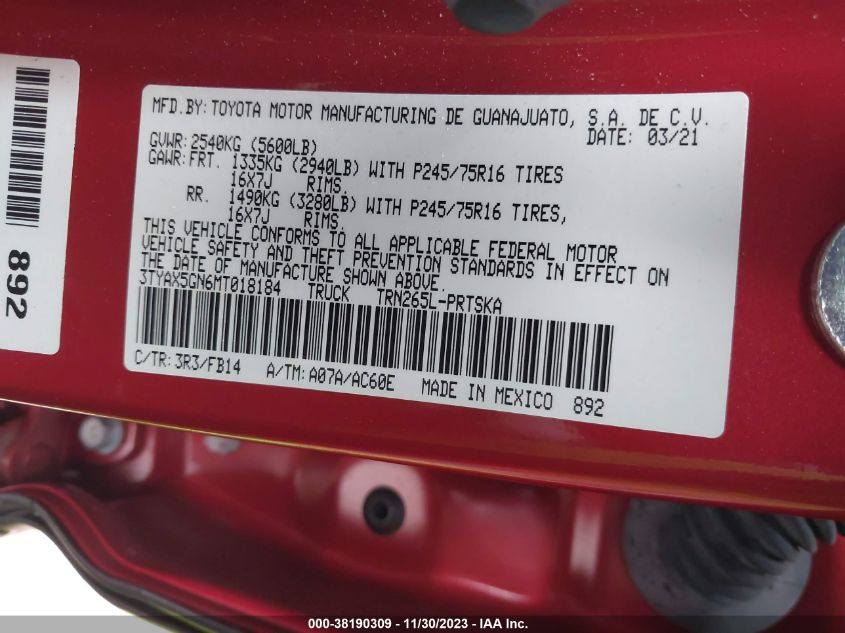 MFD.BY:TOYOTA MOTOR MANUFACTURING DE GUANAJUATO, S.A. DE C.V.
DATE: 03/21
GVWR:2540KG (5600LB)
GAWR:FRT. 1335KG (2940LB) WITH P245/75R16 TIRES
16X7J RIMS.
RR. 1490KG (3280LB) WITH P245/75R16 TIRES,
16X7J RIMS.
THIS VEHICLE CONFORMS TO ALL APPLICABLE FEDERAL MOTOR
VEHICLE SAFETY AND THEFT PREVENTION STANDARDS IN EFFECT ON
THE DATE OF MANUFACTURE SHOWN ABOVE.
3TYAX5GN6MT018184 TRUCK TRN265L-PRTSKA
C/TR:3R3/FB14 A/TM:A07A/AC60E MADE IN MEXICO 892
892
000-38190309 - 11/30/2023 - IAA Inc.